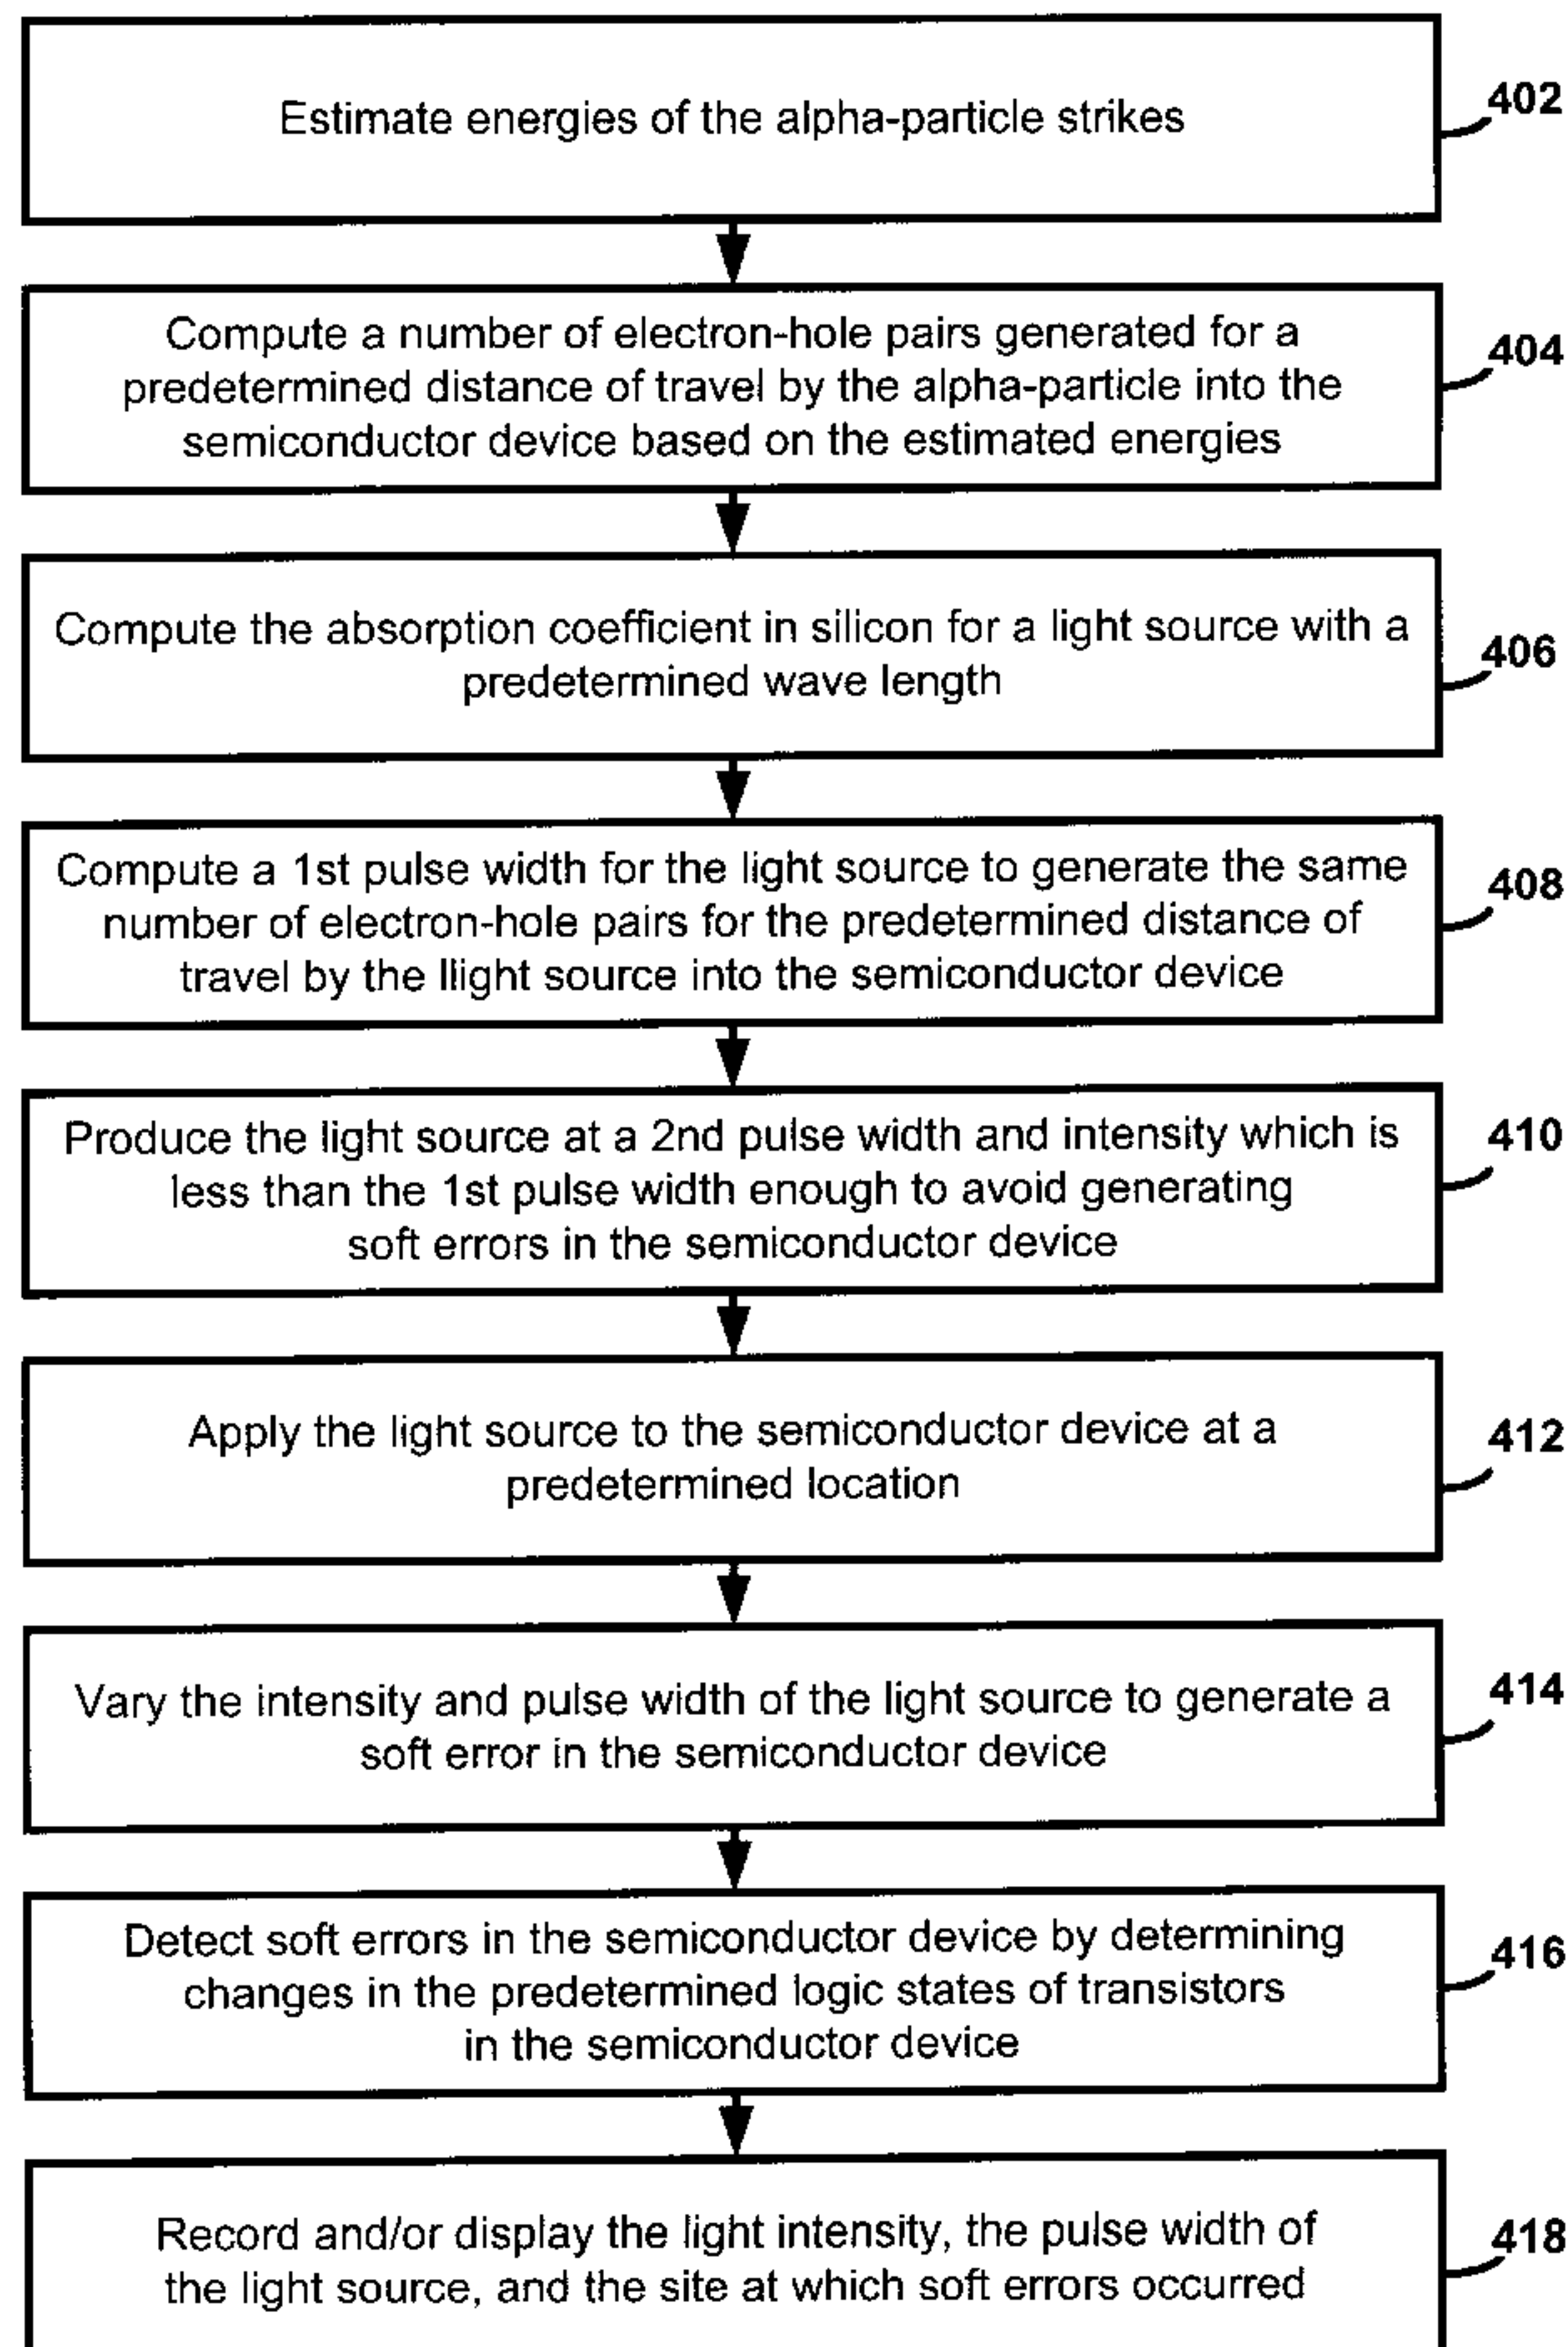 Estimate energies of the alpha-particle strikes
402
Compute a number of electron-hole pairs generated for a
predetermined distance of travel by the alpha-particle into the
semiconductor device based on the estimated energies
404
Compute the absorption coefficient in silicon for a light source with a
predetermined wave length
406
Compute a 1st pulse width for the light source to generate the same
number of electron-hole pairs for the predetermined distance of
travel by the llight source into the semiconductor device
408
Produce the light source at a 2nd pulse width and intensity which is
less than the 1st pulse width enough to avoid generating
soft errors in the semiconductor device
410
Apply the light source to the semiconductor device at a
predetermined location
412
Vary the intensity and pulse width of the light source to generate a
soft error in the semiconductor device
414
Detect soft errors in the semiconductor device by determining
changes in the predetermined logic states of transistors
in the semiconductor device
416
Record and/or display the light intensity, the pulse width of
the light source, and the site at which soft errors occurred
418